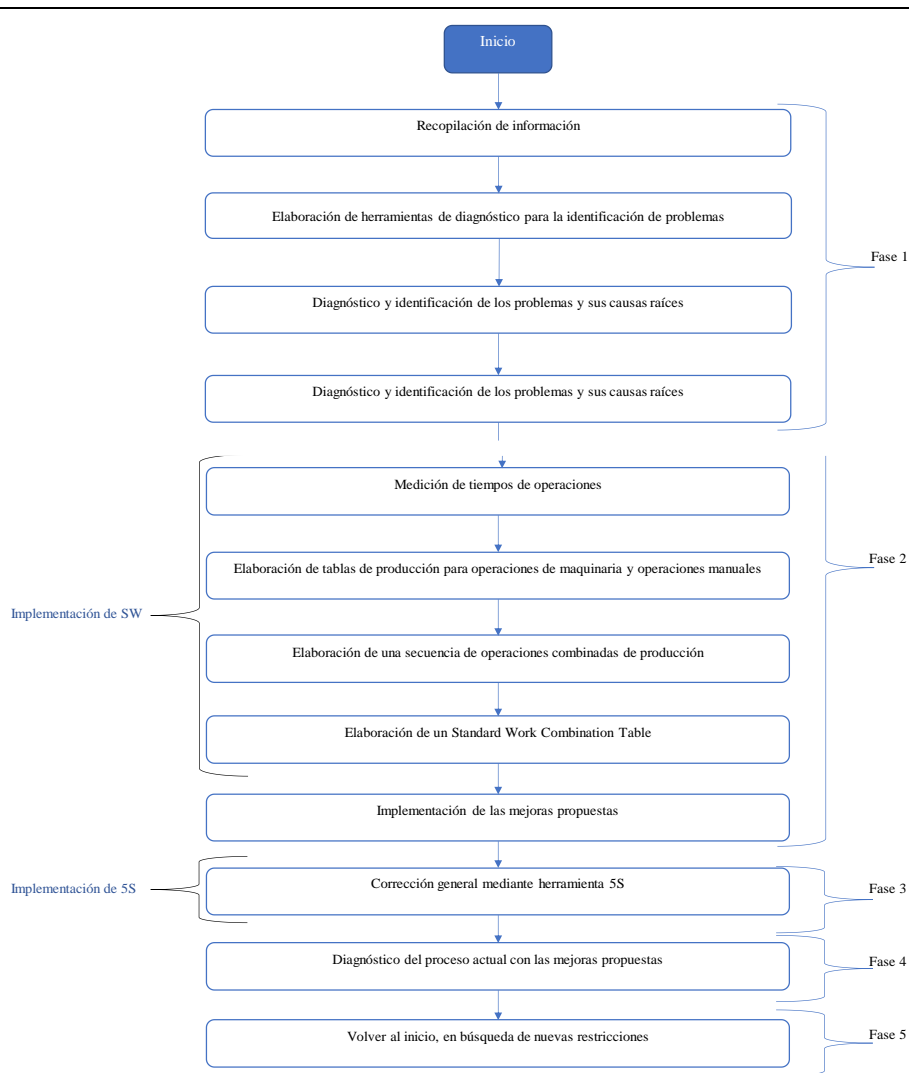 Inicio
Recopilación de información
Elaboración de herramientas de diagnóstico para la identificación de problemas
Fase 1
Diagnóstico y identificación de los problemas y sus causas raíces
Diagnóstico y identificación de los problemas y sus causas raíces
Medición de tiempos de operaciones
Fase 2
Elaboración de tablas de producción para operaciones de maquinaria y operaciones manuales
Implementación de SW
Elaboración de una secuencia de operaciones combinadas de producción
Elaboración de un Standard Work Combination Table
Implementación de las mejoras propuestas
Implementación de 5S
Corrección general mediante herramienta 5S
Fase 3
Diagnóstico del proceso actual con las mejoras propuestas
Fase 4
Volver al inicio, en búsqueda de nuevas restricciones
Fase 5